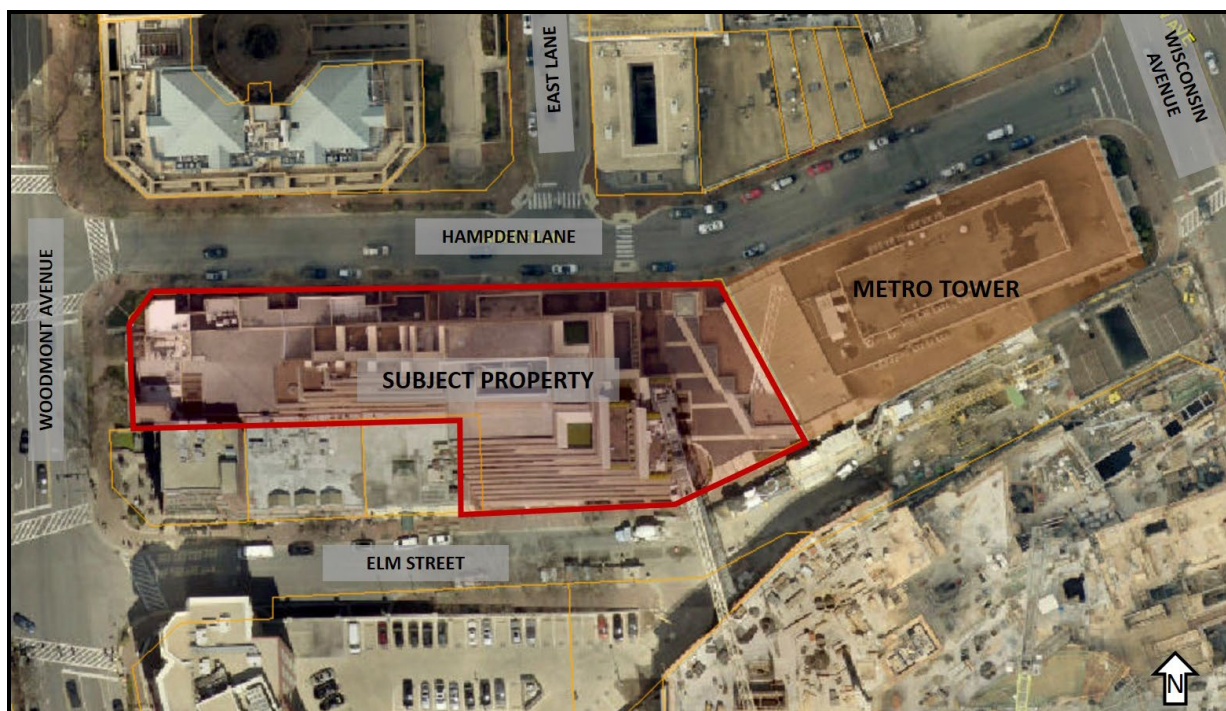 EAST LANE
WISCONSIN
AVENUE
HAMPDEN LANE
WOODMONT AVENUE
METRO TOWER
SUBJECT PROPERTY
ELM STREET
N